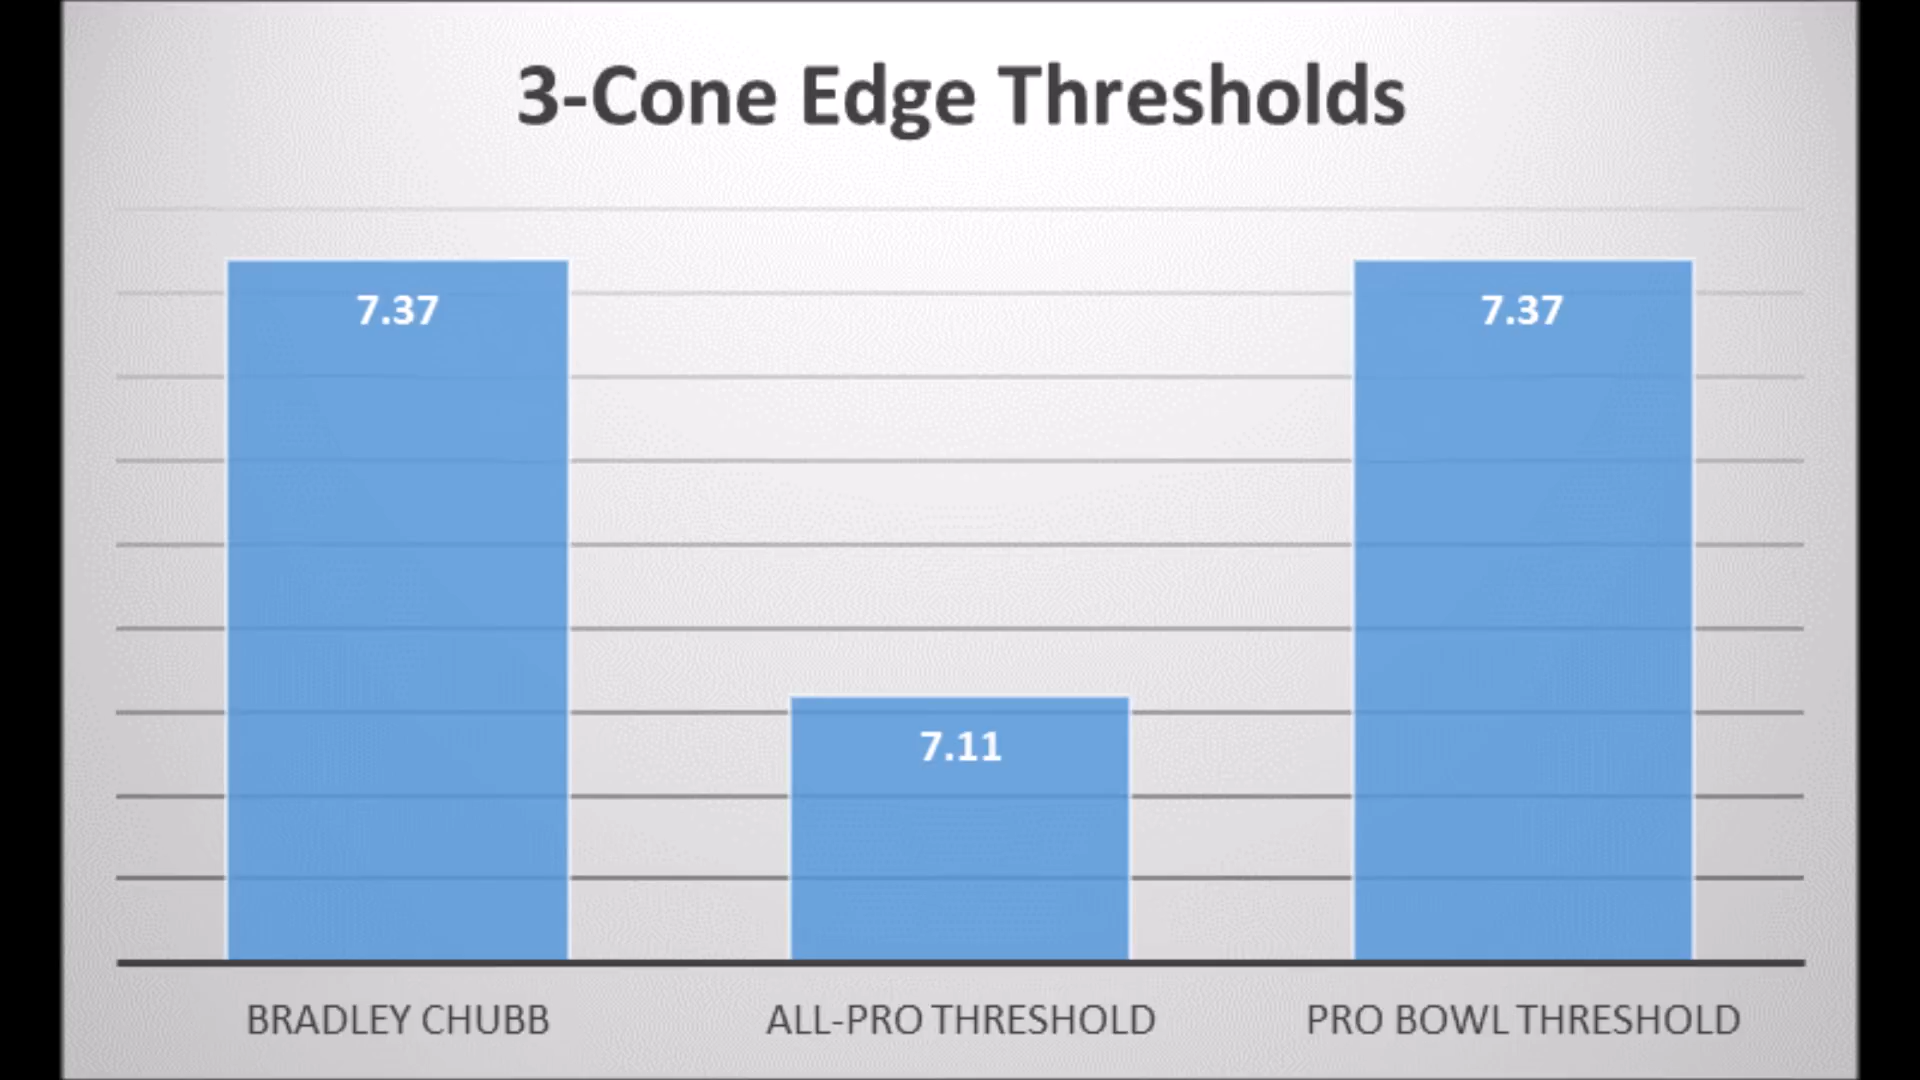 3-Cone Edge Thresholds
7.37
7.11
7.37
BRADLEY CHUBB
ALL-PRO THRESHOLD
PRO BOWL THRESHOLD